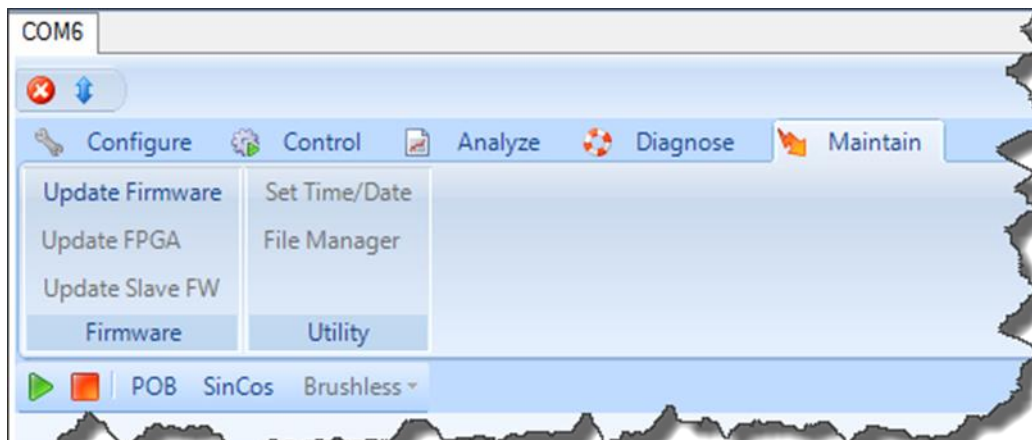 COM6
Configure Control Analyze Diagnose Maintain
Update Firmware Set Time/Date
Update FPGA File Manager
Update Slave FW
Firmware Utility
POB SinCos Brushless